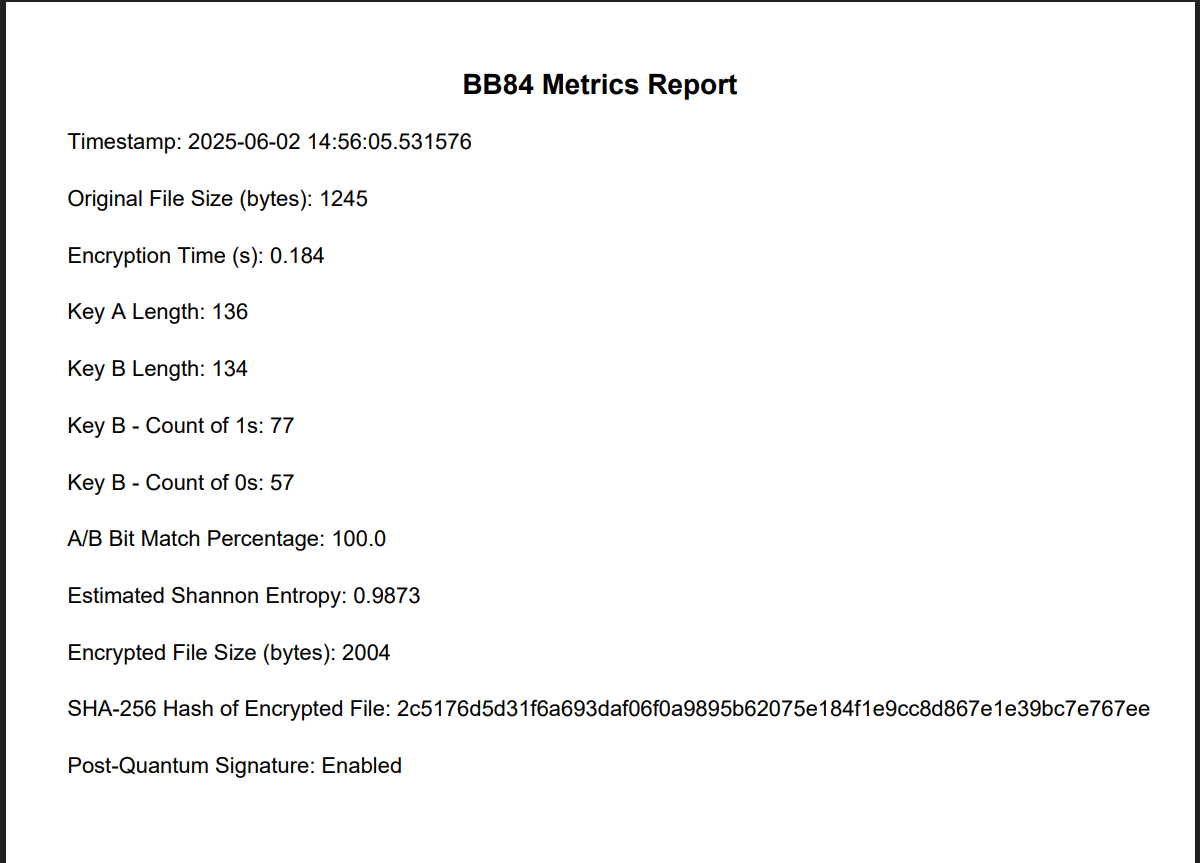 BB84 Metrics Report
Timestamp: 2025-06-02 14:56:05.531576
Original File Size (bytes): 1245
Encryption Time (s): 0.184
Key A Length: 136
Key B Length: 134
Key B - Count of 1s: 77
Key B - Count of 0s: 57
A/B Bit Match Percentage: 100.0
Estimated Shannon Entropy: 0.9873
Encrypted File Size (bytes): 2004
SHA-256 Hash of Encrypted File: 2c5176d5d31f6a693daf06f0a9895b62075e184f1e9cc8d867e1e39bc7e767ee
Post-Quantum Signature: Enabled